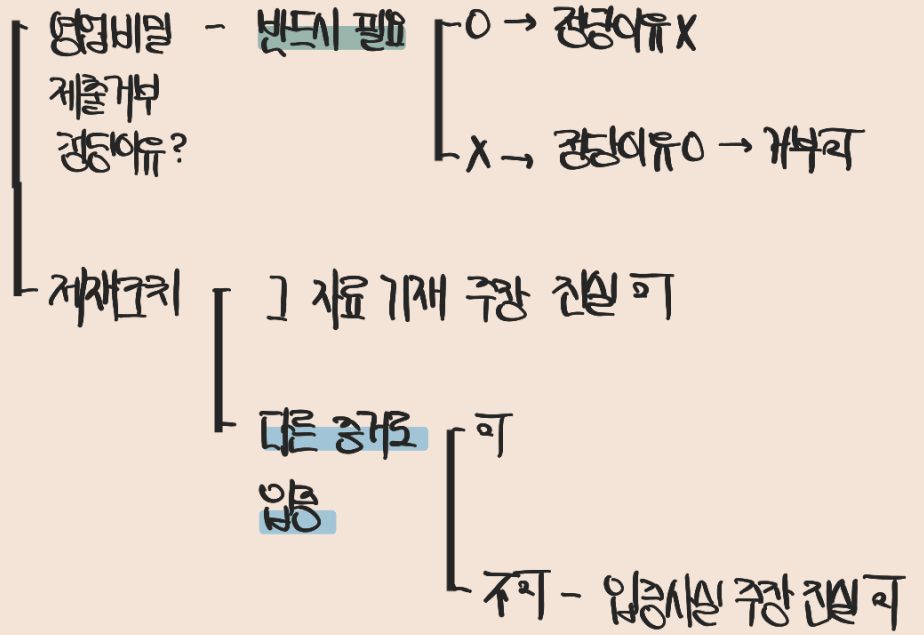 영업비밀 - 반드시 필요 O → 정당이유 X
제출거부
정당이유?
X → 정당이유 O → 거부 可
제재조치 그 자료 기재 주장 진실 可
다른 증거로 可
입증
不可 - 입증사실 주장 진실 可